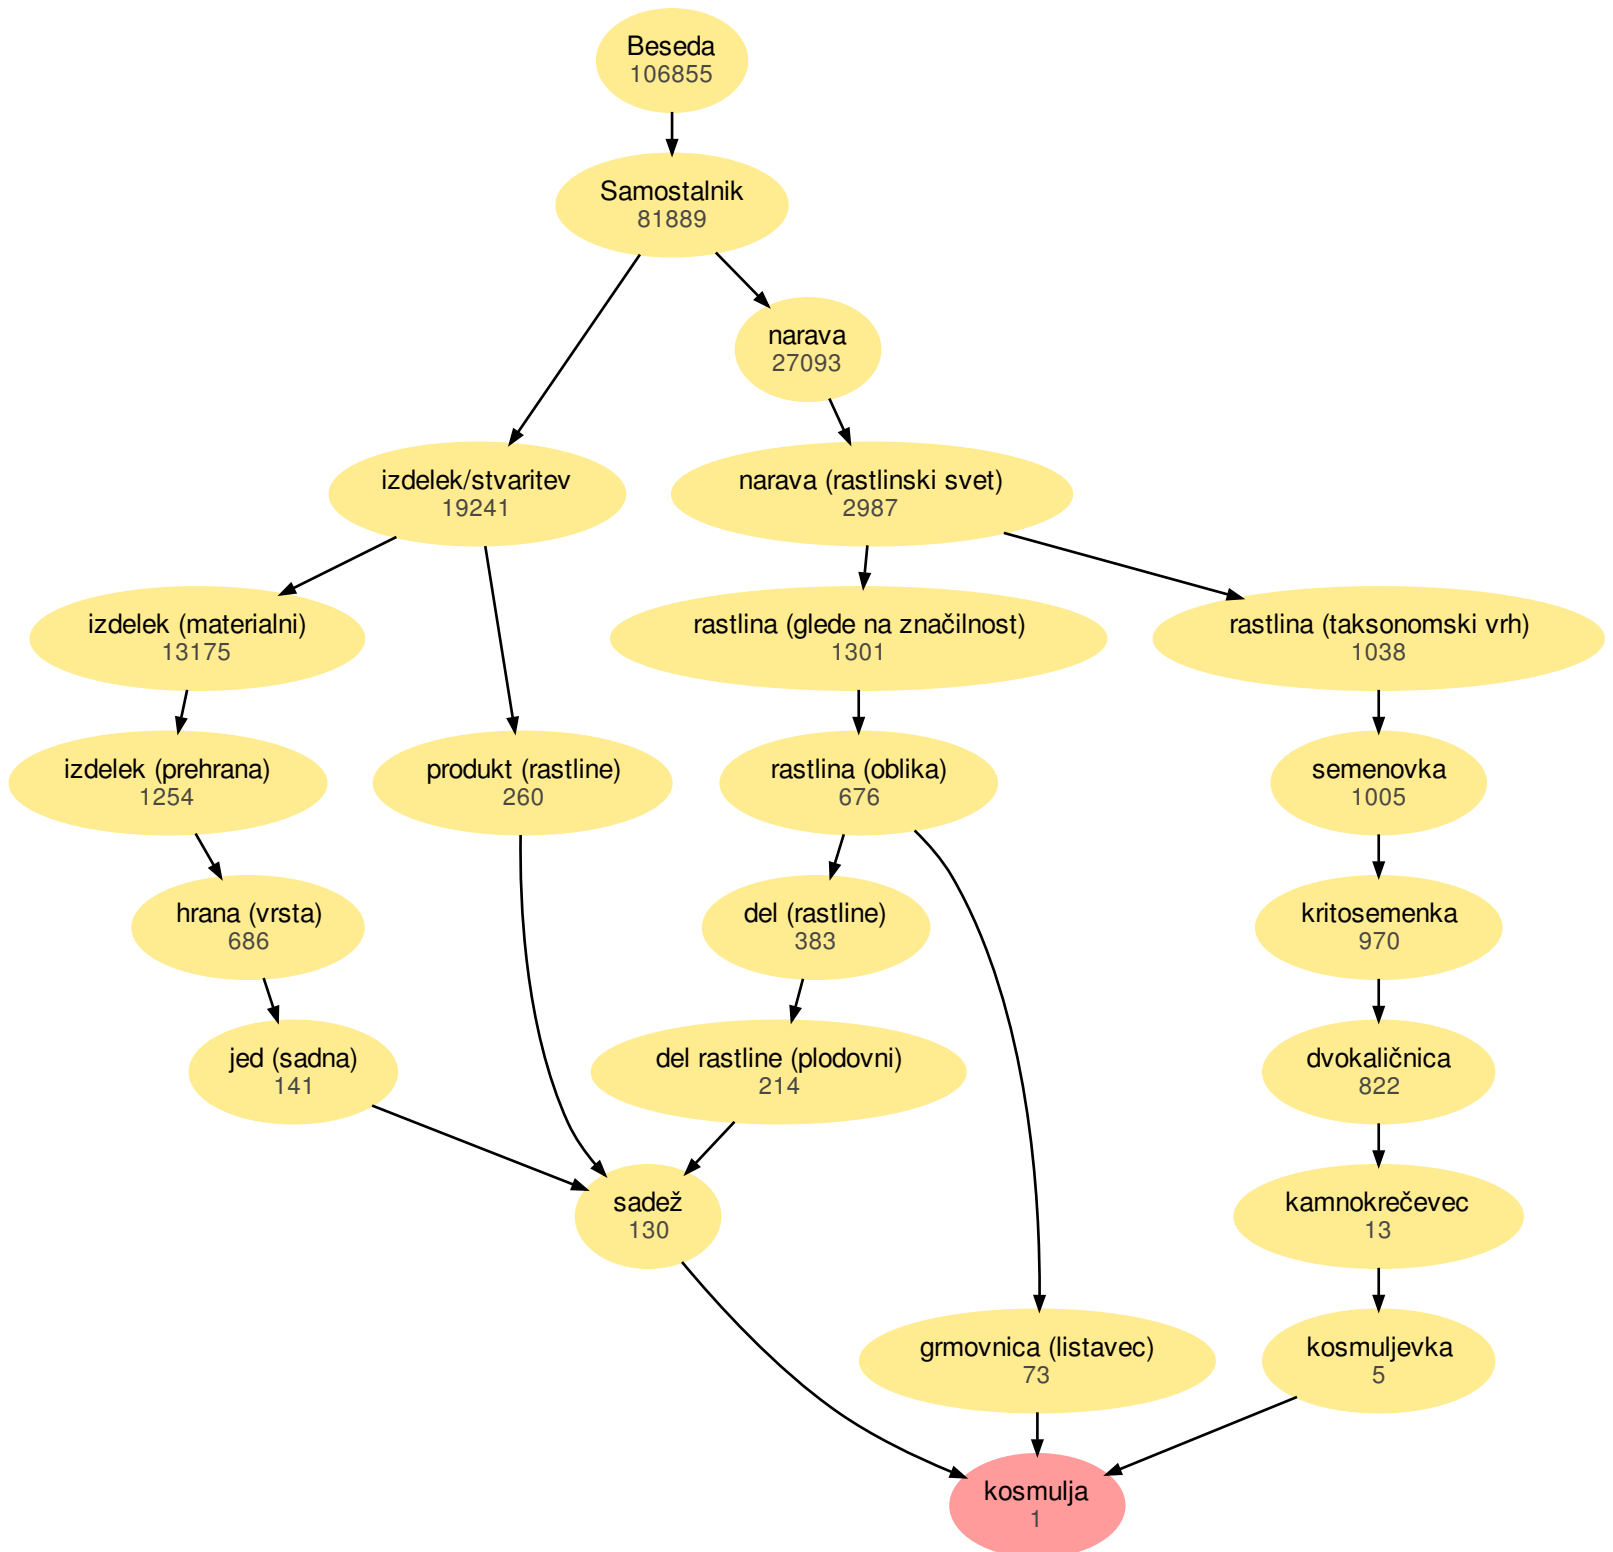 Beseda
106855
Samostalnik
81889
narava
27093
izdelek/stvaritev
19241
narava (rastlinski svet)
2987
izdelek (materialni)
13175
rastlina (glede na značilnost)
1301
rastlina (taksonomski vrh)
1038
izdelek (prehrana)
1254
produkt (rastline)
260
rastlina (oblika)
676
semenovka
1005
hrana (vrsta)
686
del (rastline)
383
kritosemenka
970
jed (sadna)
141
del rastline (plodovni)
214
dvokaličnica
822
sadež
130
kamnokrečevec
13
grmovnica (listavec)
73
kosmuljevka
5
kosmulja
1